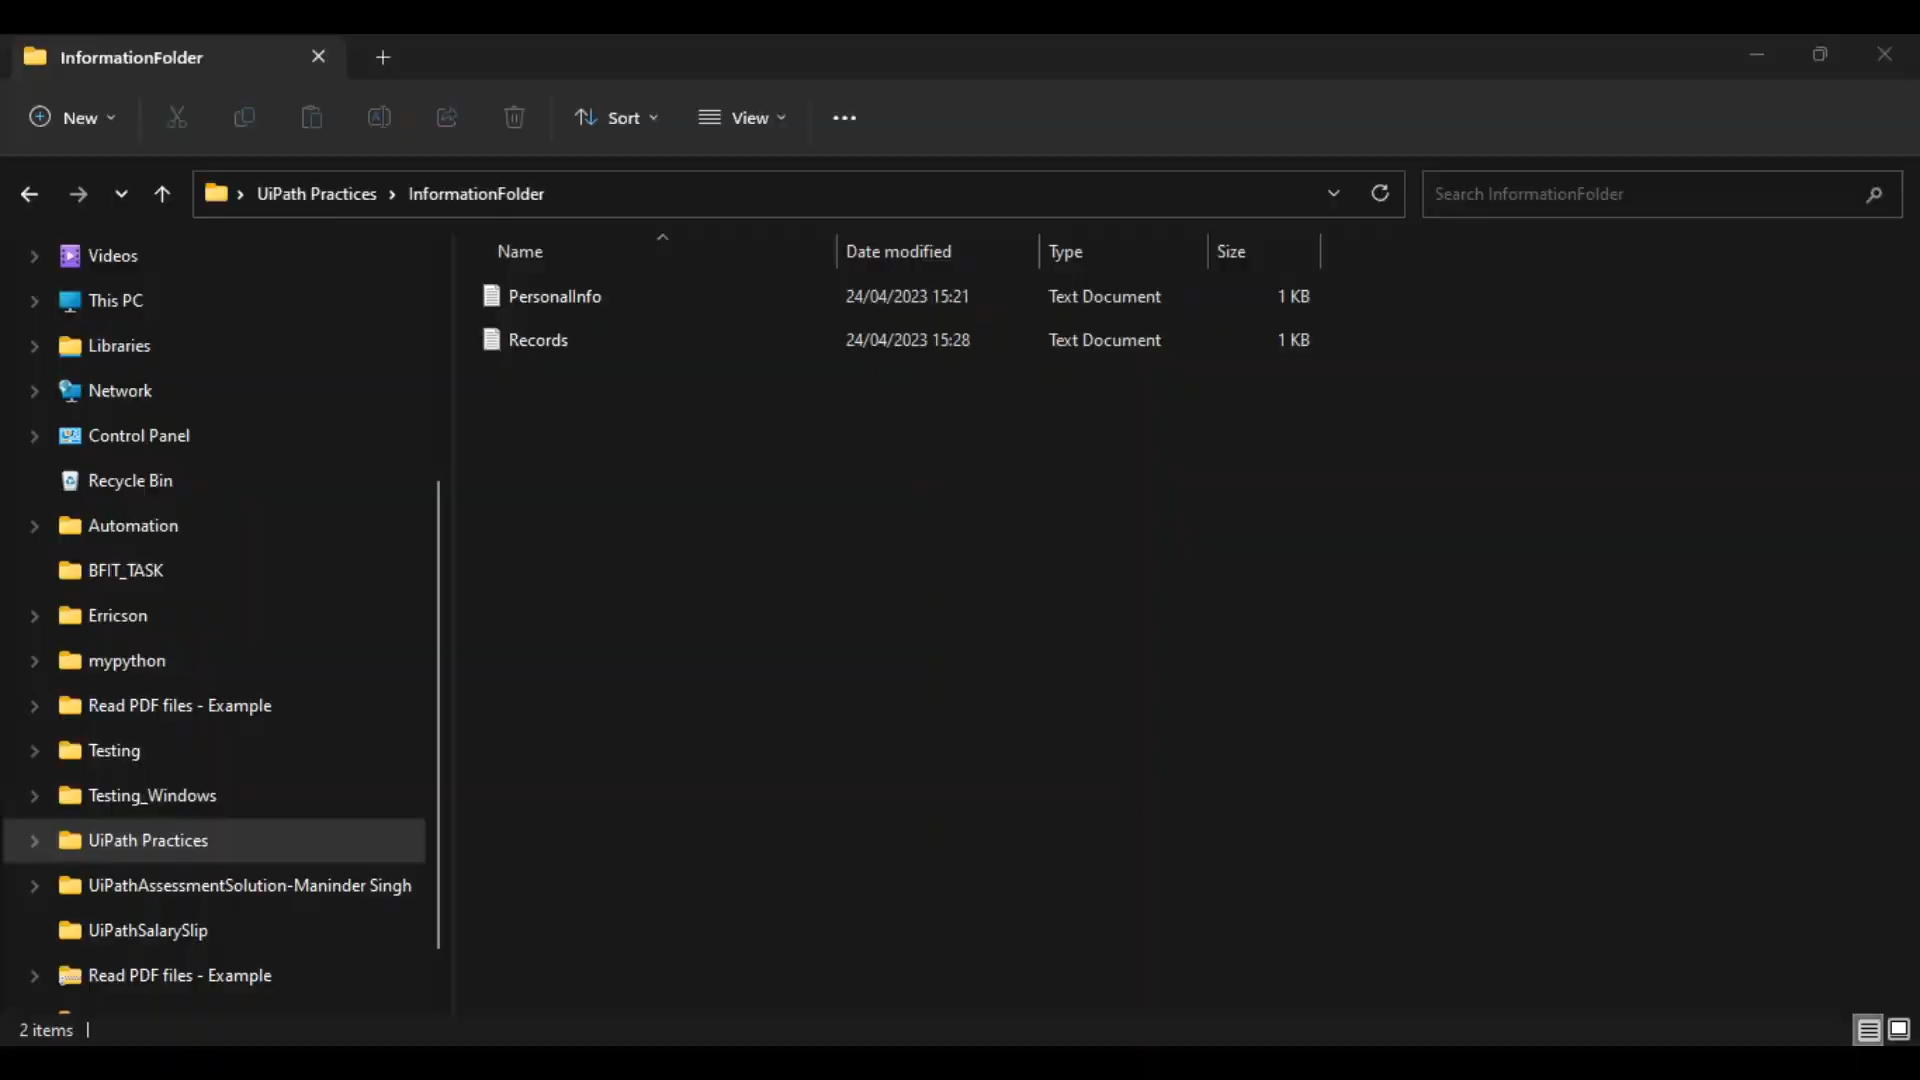 InformationFolder
New
Sort
View
UiPath Practices > InformationFolder
Search InformationFolder
Name Date modified Type Size
PersonalInfo 24/04/2023 15:21 Text Document 1 KB
Records 24/04/2023 15:28 Text Document 1 KB
Videos
This PC
Libraries
Network
Control Panel
Recycle Bin
Automation
BFIT_TASK
Erricson
mypython
Read PDF files - Example
Testing
Testing_Windows
UiPath Practices
UiPathAssessmentSolution-Maninder Singh
UiPathSalarySlip
Read PDF files - Example
2 items